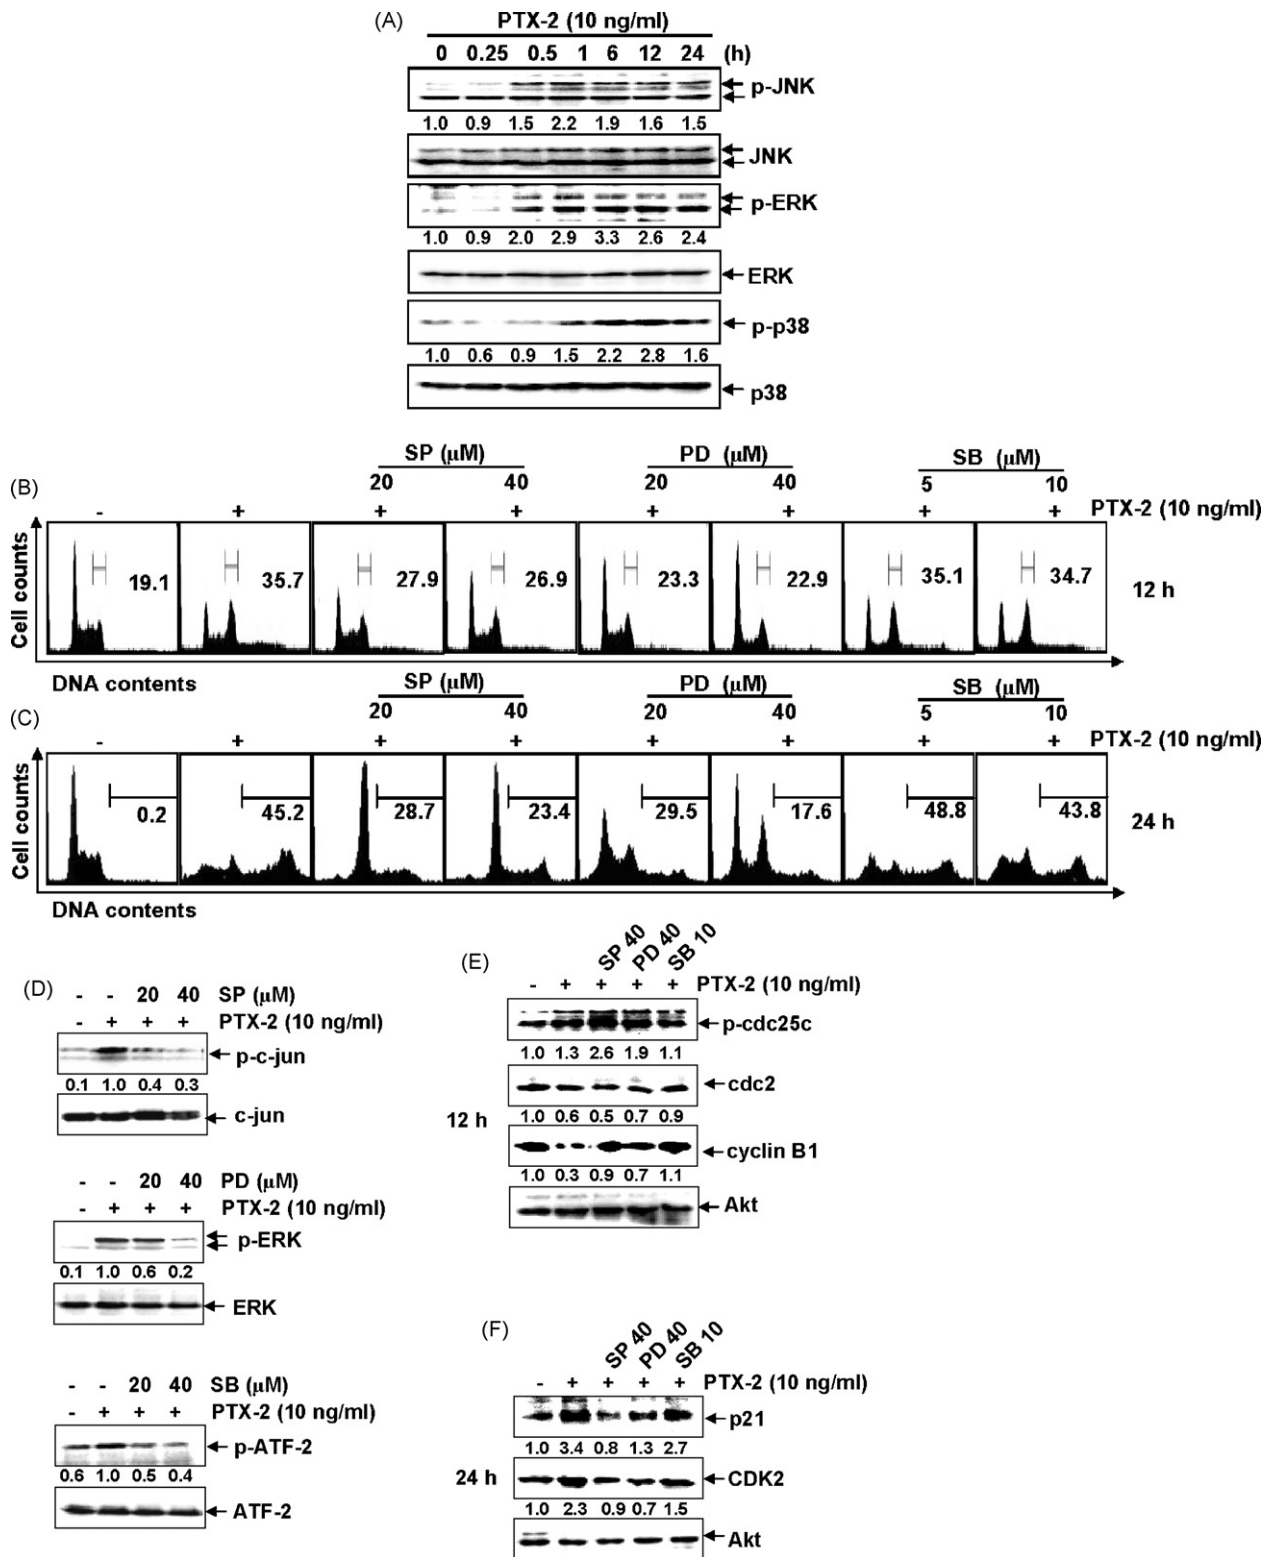 (A)
PTX-2 (10 ng/ml)
0 0.25 0.5 1 6 12 24 (h)
p-JNK
1.0 0.9 1.5 2.2 1.9 1.6 1.5
JNK
p-ERK
1.0 0.9 2.0 2.9 3.3 2.6 2.4
ERK
p-p38
1.0 0.6 0.9 1.5 2.2 2.8 1.6
p38
(B)
SP (μM) PD (μM) SB (μM)
20 40 20 40 5 10
- + + + + + + + PTX-2 (10 ng/ml)
Cell counts
19.1 35.7 27.9 26.9 23.3 22.9 35.1 34.7
12 h
DNA contents
(C)
SP (μM) PD (μM) SB (μM)
20 40 20 40 5 10
- + + + + + + + PTX-2 (10 ng/ml)
Cell counts
0.2 45.2 28.7 23.4 29.5 17.6 48.8 43.8
24 h
DNA contents
(D)
- - 20 40 SP (μM)
- + + + PTX-2 (10 ng/ml)
p-c-jun
0.1 1.0 0.4 0.3
c-jun
- - 20 40 PD (μM)
- + + + PTX-2 (10 ng/ml)
p-ERK
0.1 1.0 0.6 0.2
ERK
- - 20 40 SB (μM)
- + + + PTX-2 (10 ng/ml)
p-ATF-2
0.6 1.0 0.5 0.4
ATF-2
(E)
SP 40 PD 40 SB 10
- + + + + PTX-2 (10 ng/ml)
p-cdc25c
1.0 1.3 2.6 1.9 1.1
cdc2
1.0 0.6 0.5 0.7 0.9
12 h
cyclin B1
1.0 0.3 0.9 0.7 1.1
Akt
(F)
SP 40 PD 40 SB 10
- + + + + PTX-2 (10 ng/ml)
p21
1.0 3.4 0.8 1.3 2.7
24 h
CDK2
1.0 2.3 0.9 0.7 1.5
Akt